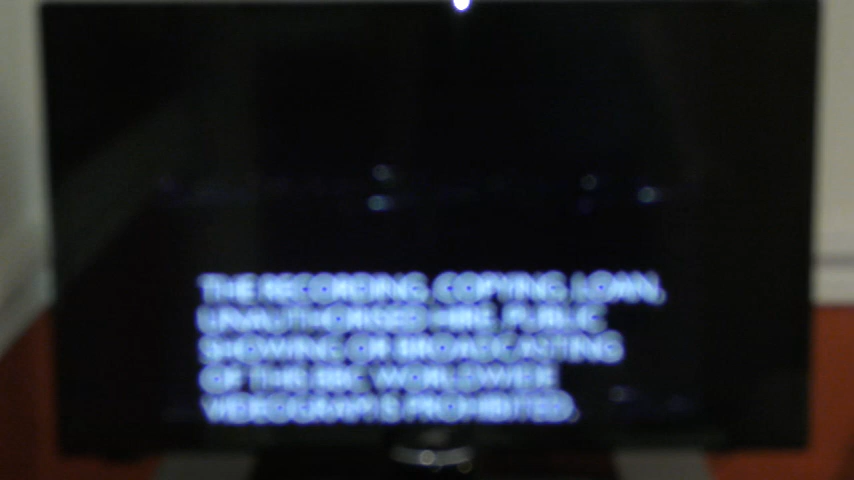 THE RECORDING, COPYING, LOAN,
UNAUTHORISED HIRE, PUBLIC
SHOWING OR BROADCASTING
OF THIS BBC WORLDWIDE
VIDEOGRAM IS PROHIBITED.